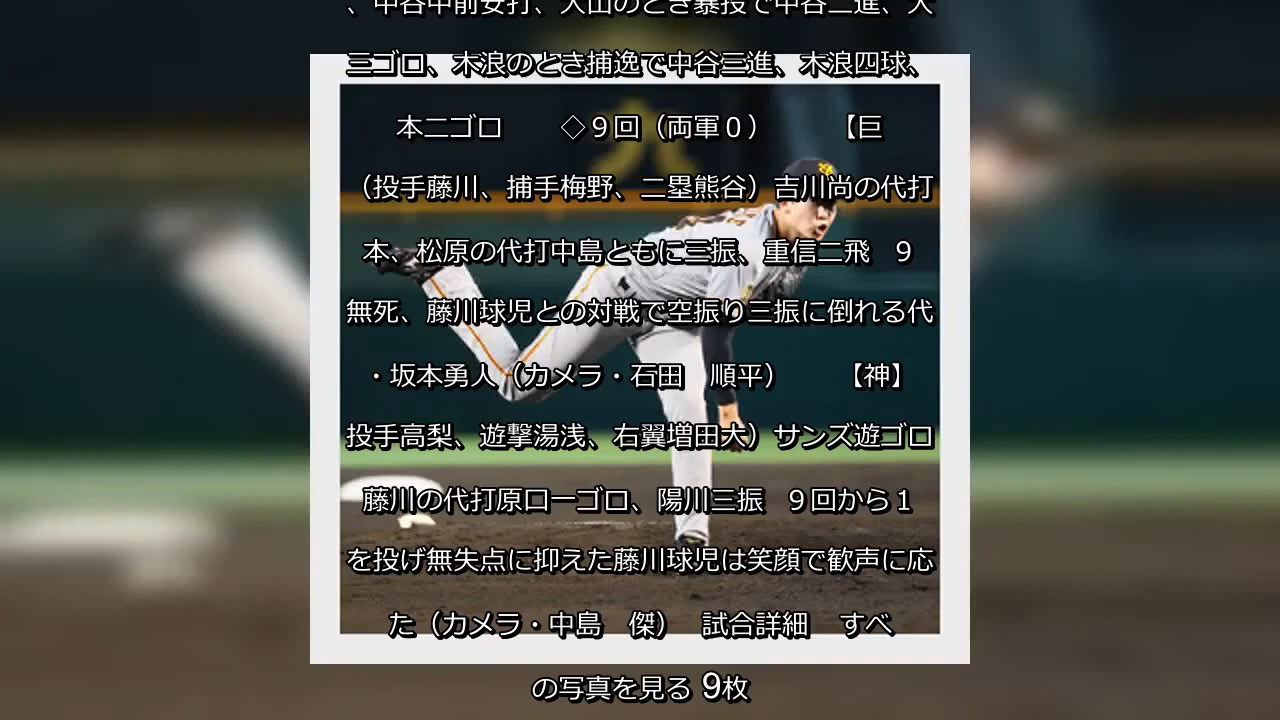 、中谷中前安打、大山のとき暴投で中谷二進、大
三ゴロ、木浪のとき捕逸で中谷三進、木浪四球、
本二ゴロ　　◇９回（両軍０）　　　【巨
（投手藤川、捕手梅野、二塁熊谷）吉川尚の代打
本、松原の代打中島ともに三振、重信二飛　９
無死、藤川球児との対戦で空振り三振に倒れる代
・坂本勇人（カメラ・石田　順平）　　　【神】
投手高梨、遊撃湯浅、右翼増田大）サンズ遊ゴロ
藤川の代打原口一ゴロ、陽川三振　９回から１
を投げ無失点に抑えた藤川球児は笑顔で歓声に応
た（カメラ・中島　傑）　試合詳細　すべ
の写真を見る 9枚